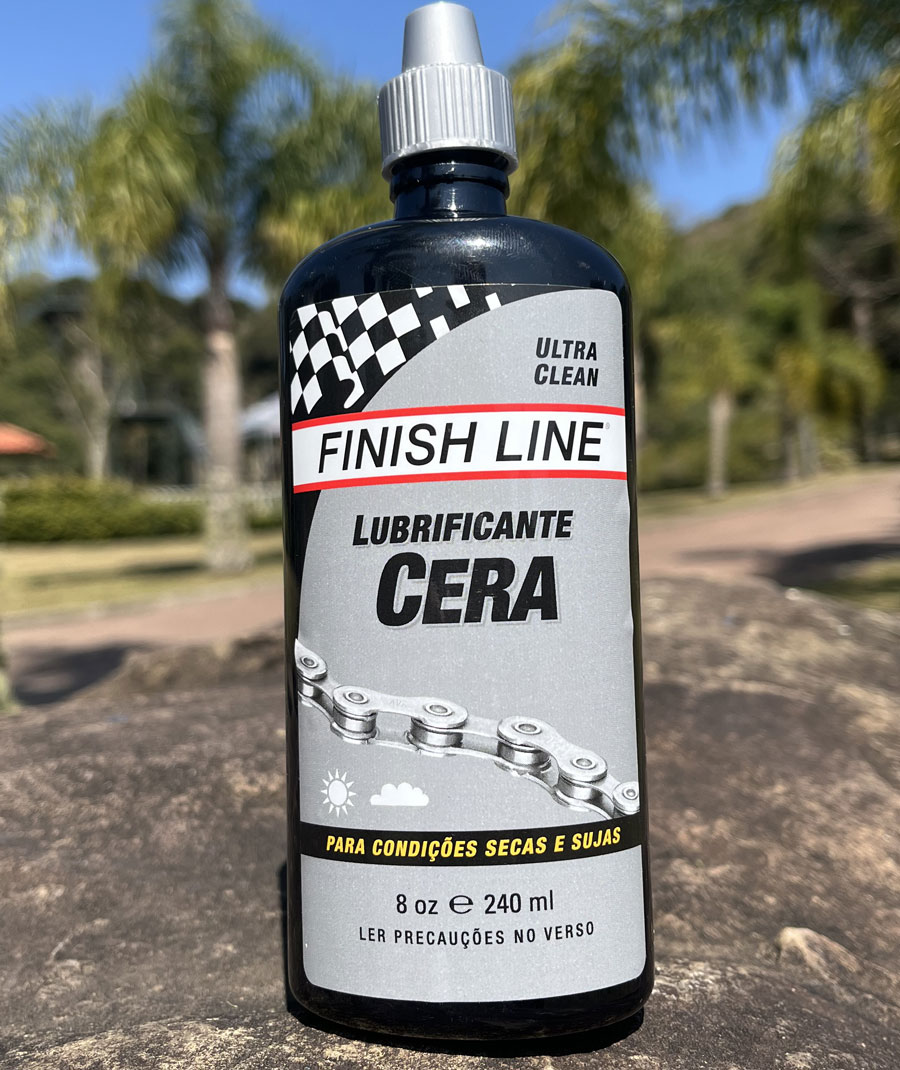 ULTRA
CLEAN
FINISH LINE®
LUBRIFICANTE
CERA
PARA CONDIÇÕES SECAS E SUJAS
8 oz ℮ 240 ml
LER PRECAUÇÕES NO VERSO